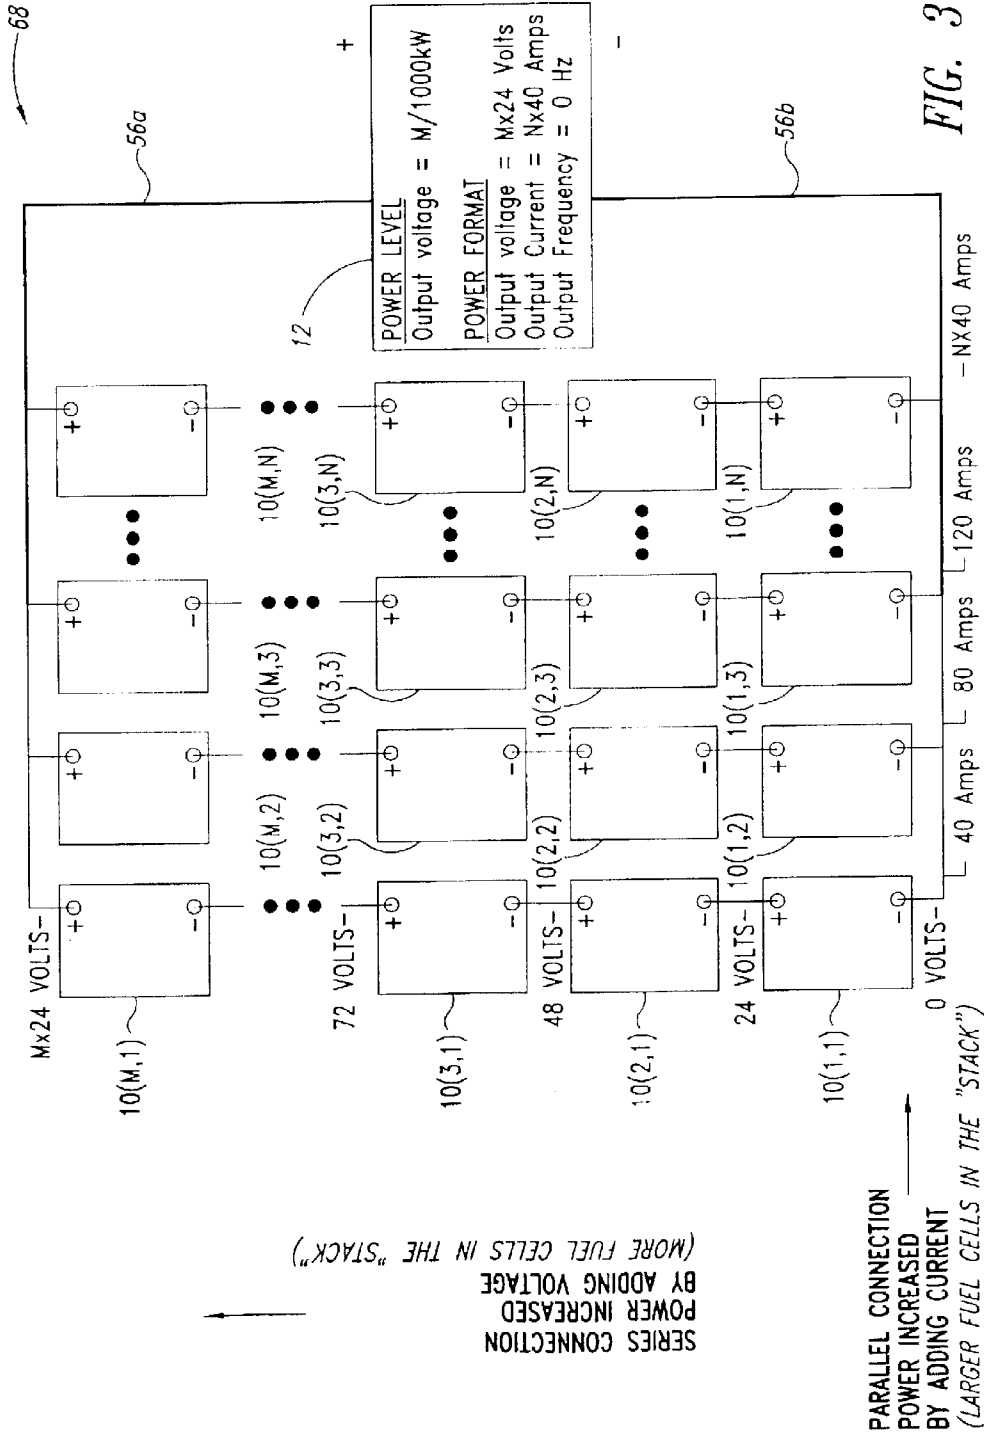 68
56a
Mx24 VOLTS-
10(M,1)
10(M,2)
10(M,3)
10(M,N)
+
-
+
-
+
-
+
-
12
+
POWER LEVEL
Output voltage = M/1000kW
POWER FORMAT
Output voltage = Mx24 Volts
Output Current = Nx40 Amps
Output Frequency = 0 Hz
-
72 VOLTS-
10(3,1)
10(3,2)
10(3,3)
10(3,N)
+
-
+
-
+
-
+
-
48 VOLTS-
10(2,1)
10(2,2)
10(2,3)
10(2,N)
+
-
+
-
+
-
+
-
24 VOLTS-
10(1,1)
10(1,2)
10(1,3)
10(1,N)
+
-
+
-
+
-
+
-
56b
0 VOLTS-
40 Amps
80 Amps
120 Amps
-NX40 Amps
SERIES CONNECTION
POWER INCREASED
BY ADDING VOLTAGE
(MORE FUEL CELLS IN THE "STACK")
PARALLEL CONNECTION
POWER INCREASED
BY ADDING CURRENT
(LARGER FUEL CELLS IN THE "STACK")
FIG. 3